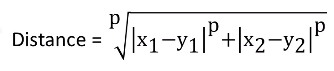 Distance = ᵖ√|x₁−y₁|ᵖ+|x₂−y₂|ᵖ